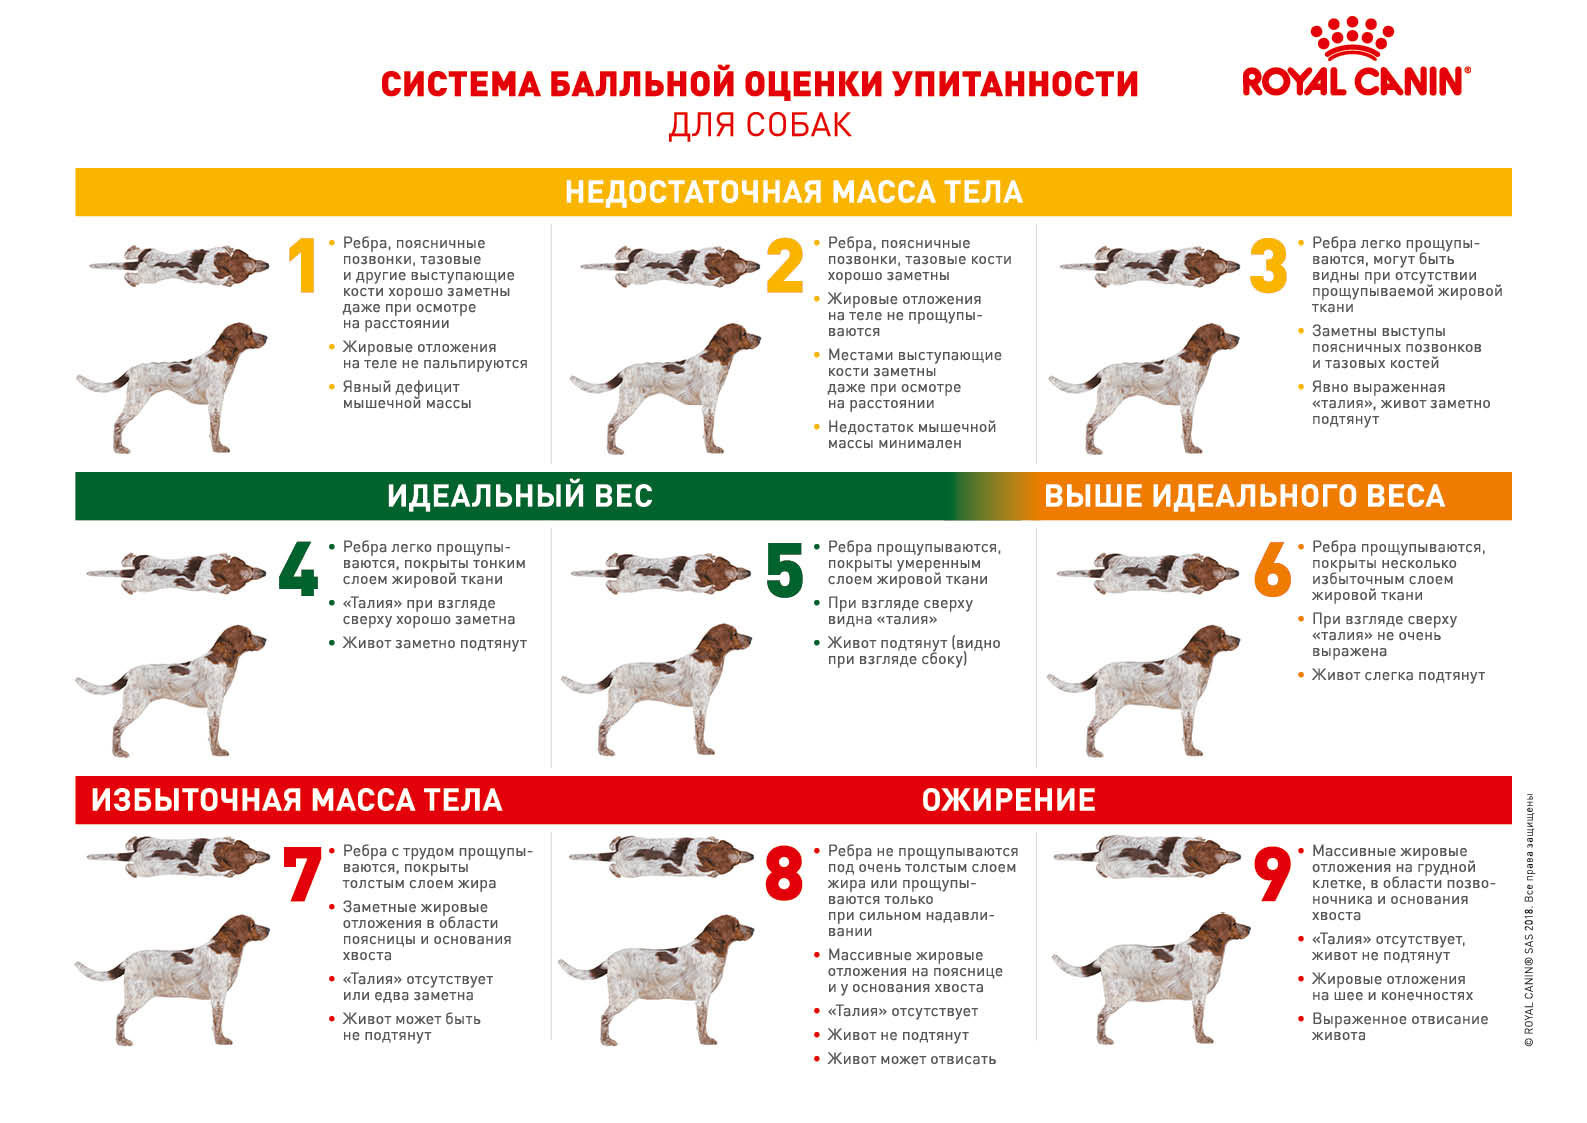 ROYAL CANIN®
СИСТЕМА БАЛЛЬНОЙ ОЦЕНКИ УПИТАННОСТИ
ДЛЯ СОБАК
НЕДОСТАТОЧНАЯ МАССА ТЕЛА
1
• Ребра, поясничные
позвонки, тазовые
и другие выступающие
кости хорошо заметны
даже при осмотре
на расстоянии
• Жировые отложения
на теле не пальпируются
• Явный дефицит
мышечной массы
2
• Ребра, поясничные
позвонки, тазовые кости
хорошо заметны
• Жировые отложения
на теле не прощупы-
ваются
• Местами выступающие
кости заметны
даже при осмотре
на расстоянии
• Недостаток мышечной
массы минимален
3
• Ребра легко прощупы-
ваются, могут быть
видны при отсутствии
прощупываемой жировой
ткани
• Заметны выступы
поясничных позвонков
и тазовых костей
• Явно выраженная
«талия», живот заметно
подтянут
ИДЕАЛЬНЫЙ ВЕС
ВЫШЕ ИДЕАЛЬНОГО ВЕСА
4
• Ребра легко прощупы-
ваются, покрыты тонким
слоем жировой ткани
• «Талия» при взгляде
сверху хорошо заметна
• Живот заметно подтянут
5
• Ребра прощупываются,
покрыты умеренным
слоем жировой ткани
• При взгляде сверху
видна «талия»
• Живот подтянут (видно
при взгляде сбоку)
6
• Ребра прощупываются,
покрыты несколько
избыточным слоем
жировой ткани
• При взгляде сверху
«талия» не очень
выражена
• Живот слегка подтянут
ИЗБЫТОЧНАЯ МАССА ТЕЛА
ОЖИРЕНИЕ
7
• Ребра с трудом прощупы-
ваются, покрыты
толстым слоем жира
• Заметные жировые
отложения в области
поясницы и основания
хвоста
• «Талия» отсутствует
или едва заметна
• Живот может быть
не подтянут
8
• Ребра не прощупываются
под очень толстым слоем
жира или прощупы-
ваются только
при сильном надавли-
вании
• Массивные жировые
отложения на пояснице
и у основания хвоста
• «Талия» отсутствует
• Живот не подтянут
• Живот может отвисать
9
• Массивные жировые
отложения на грудной
клетке, в области позво-
ночника и основания
хвоста
• «Талия» отсутствует,
живот не подтянут
• Жировые отложения
на шее и конечностях
• Выраженное отвисание
живота
© ROYAL CANIN® SAS 2018. Все права защищены